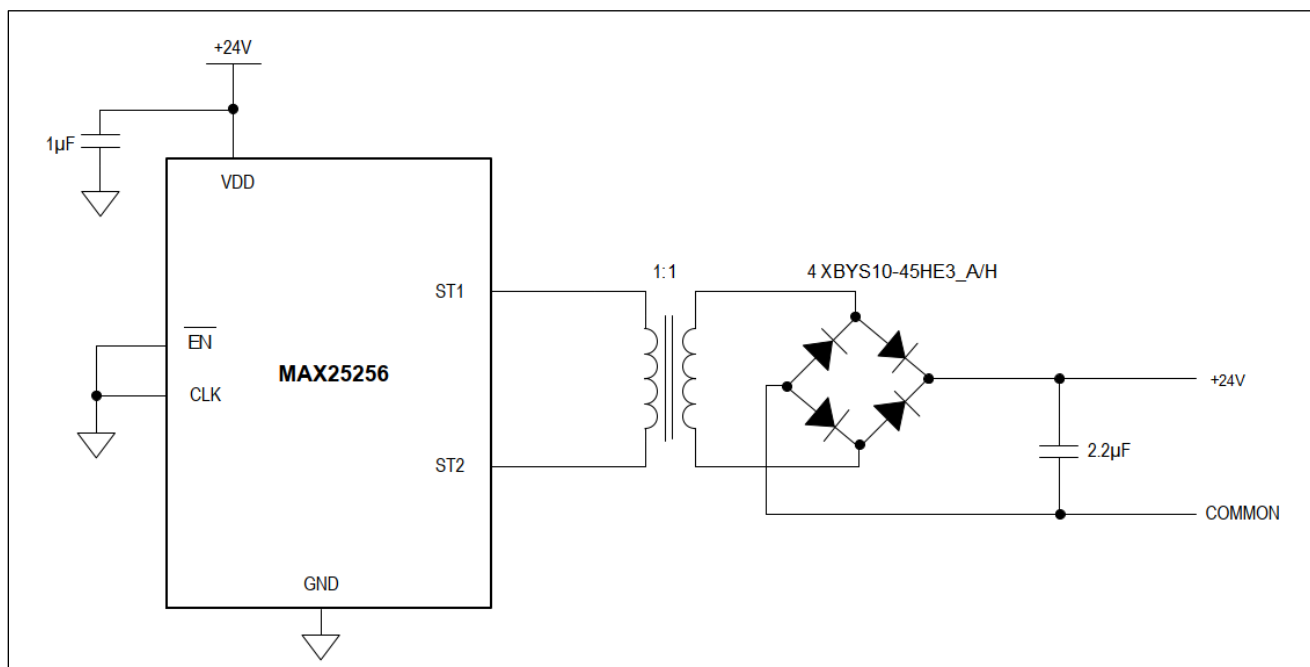 +24V
1µF
VDD
1:1
4 XBYS10-45HE3_A/H
ST1
EN
MAX25256
CLK
+24V
2.2µF
ST2
COMMON
GND